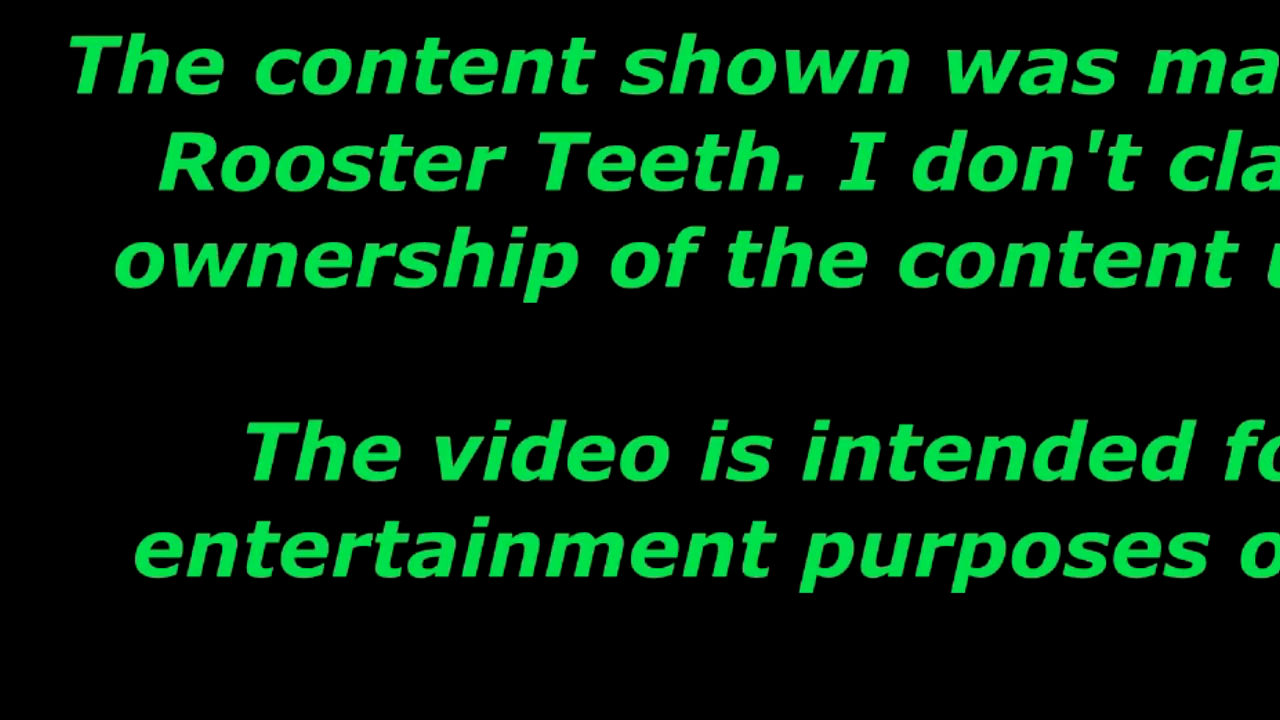 The content shown was ma
Rooster Teeth. I don't cla
ownership of the content
The video is intended fo
entertainment purposes o